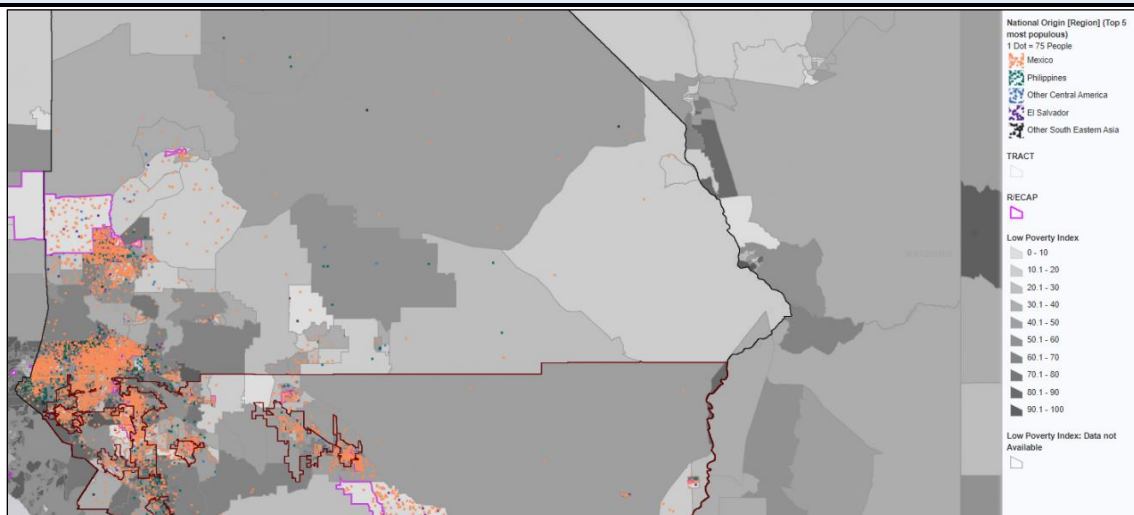 National Origin [Region] (Top 5
most populous)
1 Dot = 75 People
Mexico
Philippines
Other Central America
El Salvador
Other South Eastern Asia
TRACT
R/ECAP
Low Poverty Index
0 - 10
10.1 - 20
20.1 - 30
30.1 - 40
40.1 - 50
50.1 - 60
60.1 - 70
70.1 - 80
80.1 - 90
90.1 - 100
Low Poverty Index: Data not
Available